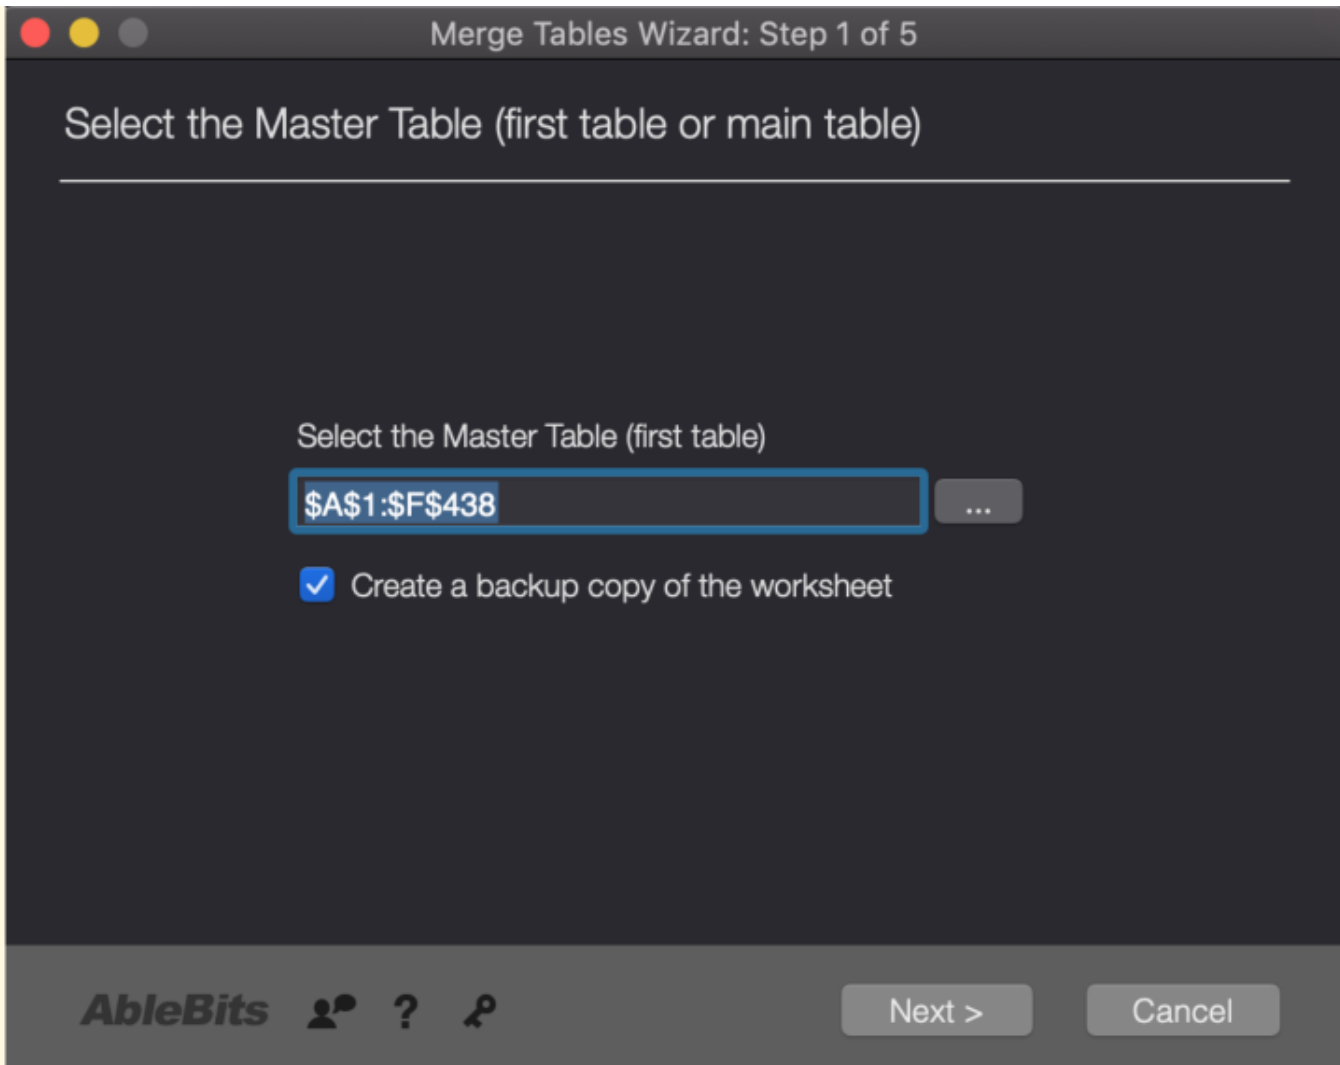 Merge Tables Wizard: Step 1 of 5
Select the Master Table (first table or main table)
Select the Master Table (first table)
$A$1:$F$438
...
Create a backup copy of the worksheet
AbleBits ? Next > Cancel